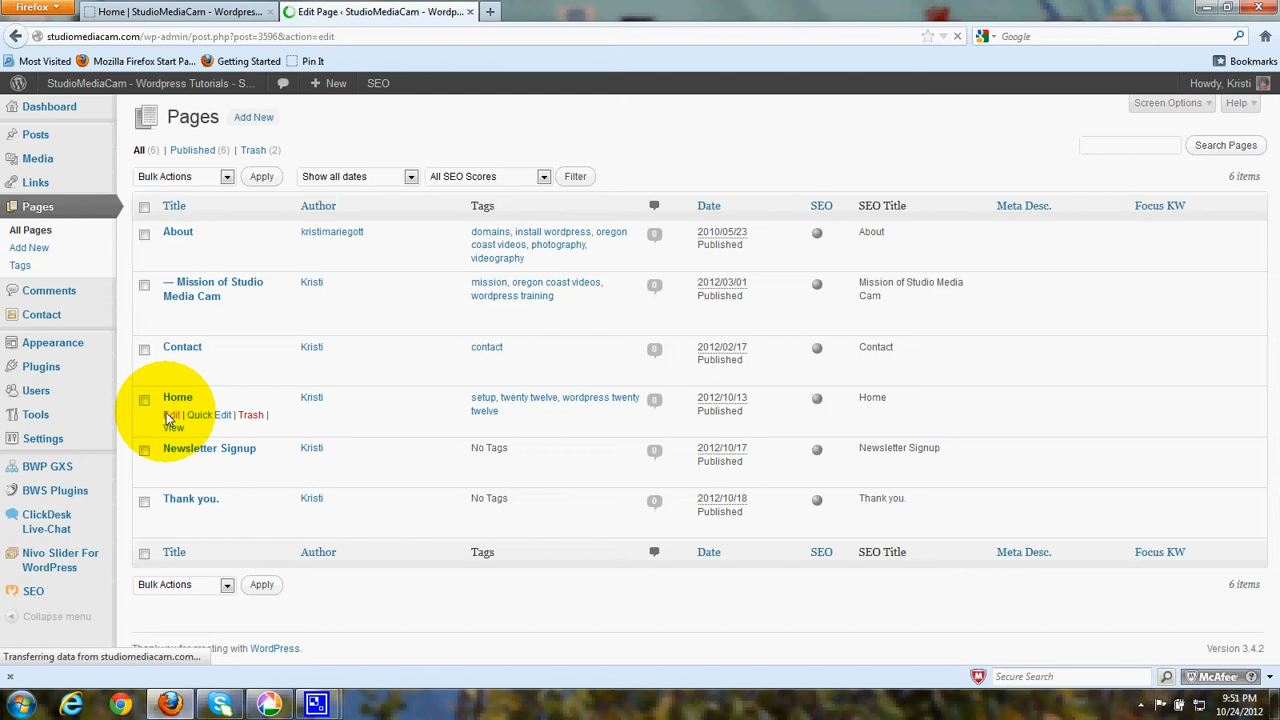 Firefox
Home | StudioMediaCam - Wordpress...
Edit Page ‹ StudioMediaCam - Wordp...
studiomediacam.com/wp-admin/post.php?post=3596&action=edit
Google
Most Visited
Mozilla Firefox Start Pa...
Getting Started
Pin It
Bookmarks
StudioMediaCam - Wordpress Tutorials - S...
New
SEO
Howdy, Kristi
Dashboard
Posts
Media
Links
Pages
All Pages
Add New
Tags
Comments
Contact
Appearance
Plugins
Users
Tools
Settings
BWP GXS
BWS Plugins
ClickDesk
Live-Chat
Nivo Slider For
WordPress
SEO
Collapse menu
Pages Add New
Screen Options
Help
All (6) | Published (6) | Trash (2)
Search Pages
Bulk Actions Apply Show all dates All SEO Scores Filter
6 items
Title Author Tags Date SEO SEO Title Meta Desc. Focus KW
About kristimariegott domains, install wordpress, oregon 0 2010/05/23 About
coast videos, photography, Published
videography
— Mission of Studio Kristi mission, oregon coast videos, 0 2012/03/01 Mission of Studio Media
Media Cam wordpress training Published Cam
Contact Kristi contact 0 2012/02/17 Contact
Published
Home Kristi setup, twenty twelve, wordpress twenty 0 2012/10/13 Home
Edit | Quick Edit | Trash | twelve Published
View
Newsletter Signup Kristi No Tags 0 2012/10/17 Newsletter Signup
Published
Thank you. Kristi No Tags 0 2012/10/18 Thank you.
Published
Title Author Tags Date SEO SEO Title Meta Desc. Focus KW
Bulk Actions Apply
6 items
Thank you for creating with WordPress.
Version 3.4.2
Transferring data from studiomediacam.com...
Secure Search
McAfee
9:51 PM
10/24/2012